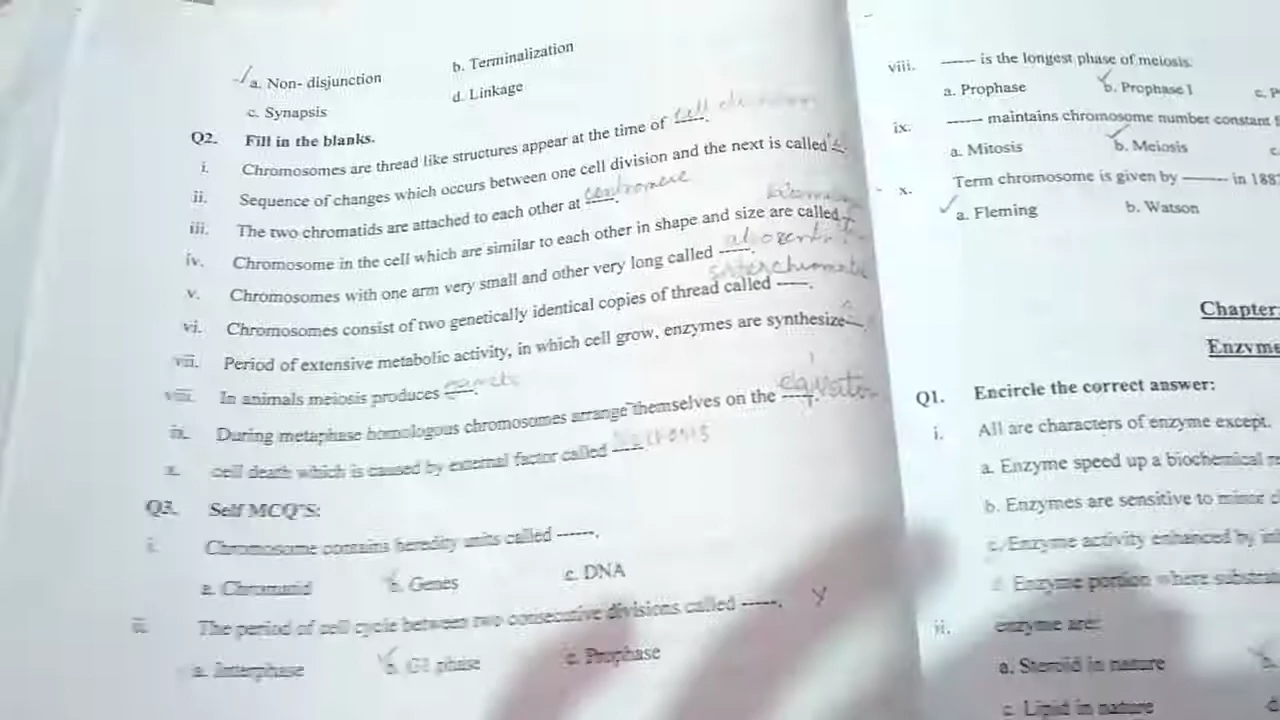 a. Non- disjunction
b. Terminalization
c. Synapsis
d. Linkage
Q2. Fill in the blanks.
i. Chromosomes are thread like structures appear at the time of -----. cell division
ii. Sequence of changes which occurs between one cell division and the next is called
iii. The two chromatids are attached to each other at -----. centromere
iv. Chromosome in the cell which are similar to each other in shape and size are called
v. Chromosomes with one arm very small and other very long called -----.
vi. Chromosomes consist of two genetically identical copies of thread called -----.
vii. Period of extensive metabolic activity, in which cell grow, enzymes are synthesize
viii. In animals meiosis produces -----.
ix. During metaphase homologous chromosomes arrange themselves on the -----. equator
x. cell death which is caused by external factor called ----- necrosis
Q3. Self MCQ'S:
i. Chromosome contains heredity units called ------.
a. Chromatid b. Genes c. DNA
ii. The period of cell cycle between two consecutive divisions called -----.
a. Interphase b. G1 phase c. Prophase
viii. ----- is the longest phase of meiosis.
a. Prophase b. Prophase I
ix. ----- maintains chromosome number constant
a. Mitosis b. Meiosis
x. Term chromosome is given by ------ in 188
a. Fleming b. Watson
Chapter
Enzyme
Q1. Encircle the correct answer:
i. All are characters of enzyme except.
a. Enzyme speed up a biochemical
b. Enzymes are sensitive to minor
c. Enzyme activity enhanced by
d. Enzyme portion where
ii. enzyme are:
a. Steroid in nature
c. Lipid in nature